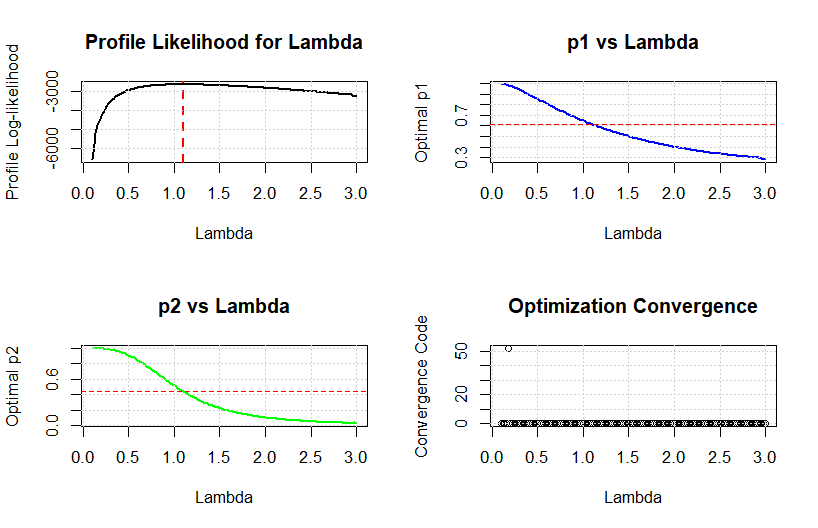 Profile Likelihood for Lambda
Profile Log-likelihood
-3000
-6000
0.0 0.5 1.0 1.5 2.0 2.5 3.0
Lambda
p1 vs Lambda
Optimal p1
0.7
0.3
0.0 0.5 1.0 1.5 2.0 2.5 3.0
Lambda
p2 vs Lambda
Optimal p2
0.6
0.0
0.0 0.5 1.0 1.5 2.0 2.5 3.0
Lambda
Optimization Convergence
Convergence Code
50
20
0
0.0 0.5 1.0 1.5 2.0 2.5 3.0
Lambda